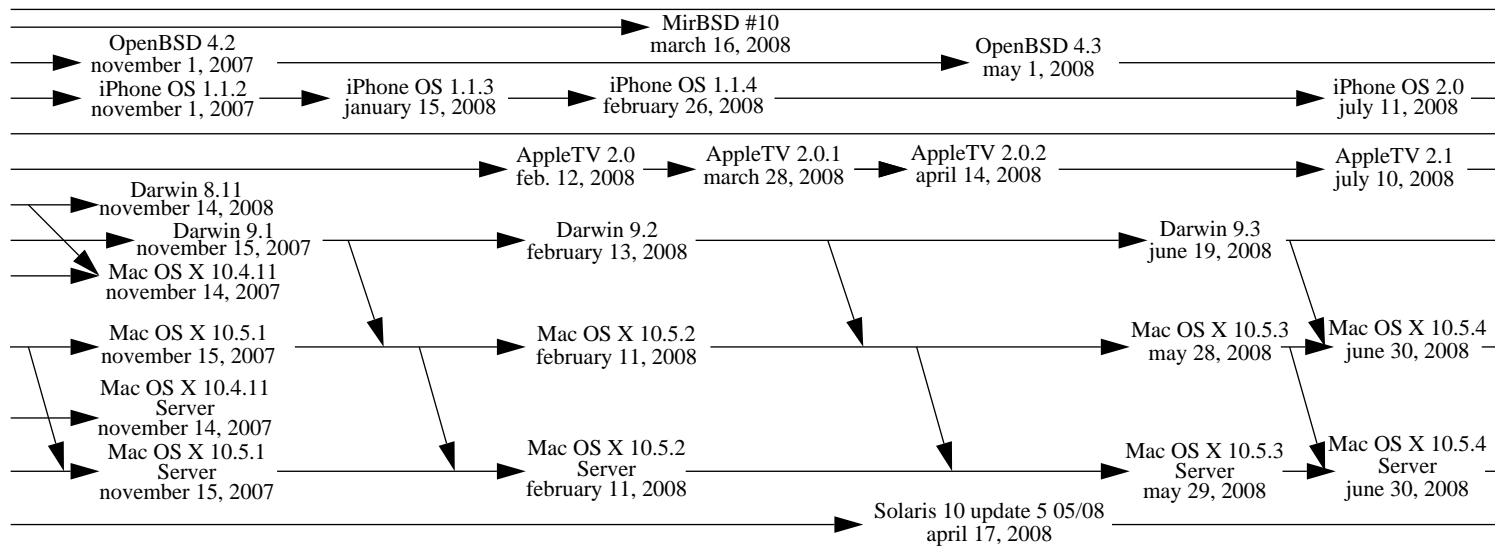 MirBSD #10
march 16, 2008
OpenBSD 4.2
november 1, 2007
OpenBSD 4.3
may 1, 2008
iPhone OS 1.1.2
november 1, 2007
iPhone OS 1.1.3
january 15, 2008
iPhone OS 1.1.4
february 26, 2008
iPhone OS 2.0
july 11, 2008
AppleTV 2.0
feb. 12, 2008
AppleTV 2.0.1
march 28, 2008
AppleTV 2.0.2
april 14, 2008
AppleTV 2.1
july 10, 2008
Darwin 8.11
november 14, 2008
Darwin 9.1
november 15, 2007
Darwin 9.2
february 13, 2008
Darwin 9.3
june 19, 2008
Mac OS X 10.4.11
november 14, 2007
Mac OS X 10.5.1
november 15, 2007
Mac OS X 10.5.2
february 11, 2008
Mac OS X 10.5.3
may 28, 2008
Mac OS X 10.5.4
june 30, 2008
Mac OS X 10.4.11
Server
november 14, 2007
Mac OS X 10.5.1
Server
november 15, 2007
Mac OS X 10.5.2
Server
february 11, 2008
Mac OS X 10.5.3
Server
may 29, 2008
Mac OS X 10.5.4
Server
june 30, 2008
Solaris 10 update 5 05/08
april 17, 2008